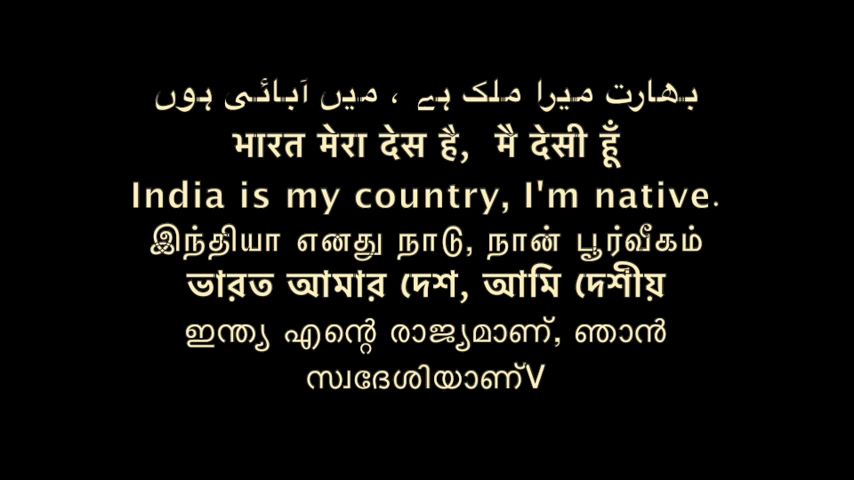 بھارت میرا ملک ہے ، میں آبائی ہوں
भारत मेरा देस है, मै देसी हूँ
India is my country, I'm native.
இந்தியா எனது நாடு, நான் பூர்வீகம்
ভারত আমার দেশ, আমি দেশীয়
ഇന്ത്യ എന്റെ രാജ്യമാണ്, ഞാൻ
സ്വദേശിയാണ്V